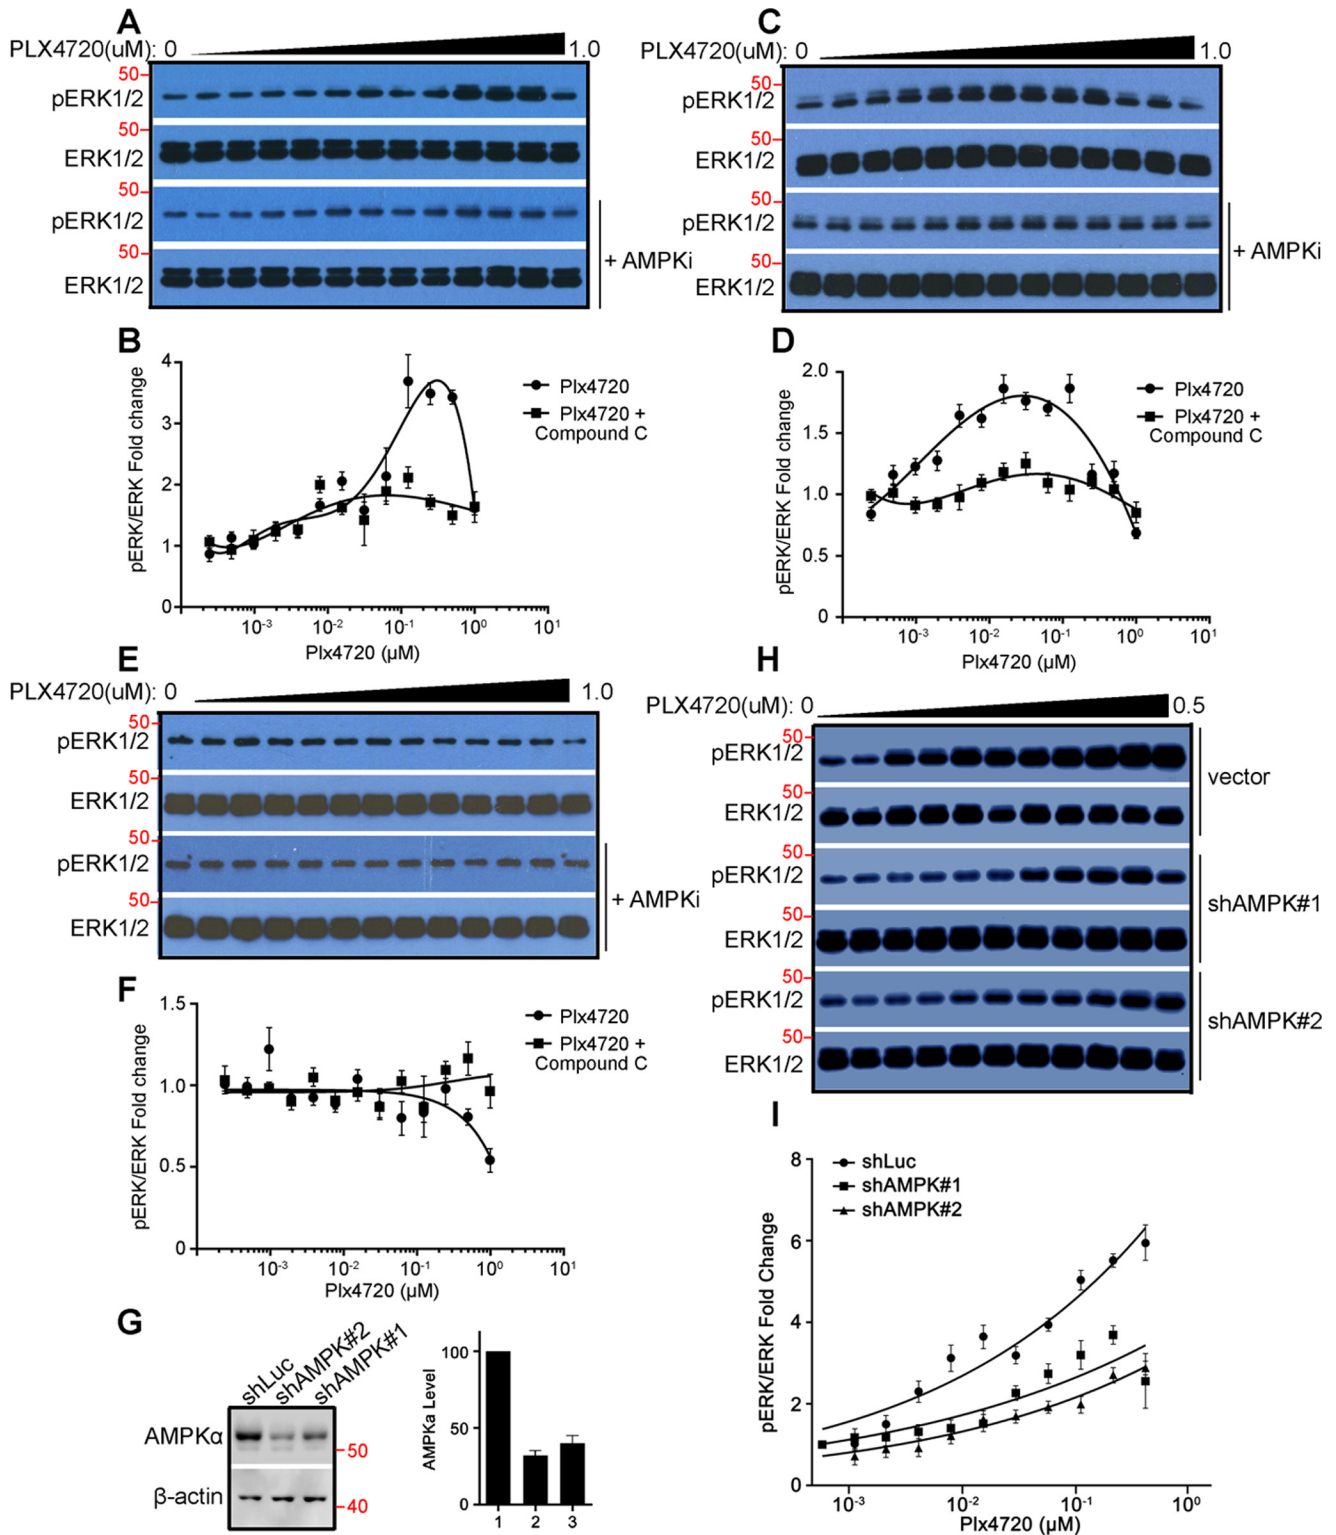 A
PLX4720(uM): 0
1.0
50
pERK1/2
50
ERK1/2
50
pERK1/2
50
ERK1/2
+ AMPKi
C
PLX4720(uM): 0
1.0
50
pERK1/2
50
ERK1/2
50
pERK1/2
50
ERK1/2
+ AMPKi
B
pERK/ERK Fold change
4
3
2
1
0
10-3
10-2
10-1
100
101
Plx4720 (µM)
Plx4720
Plx4720 +
Compound C
D
pERK/ERK Fold change
2.0
1.5
1.0
0.5
0
10-3
10-2
10-1
100
101
Plx4720 (µM)
Plx4720
Plx4720 +
Compound C
E
PLX4720(uM): 0
1.0
50
pERK1/2
50
ERK1/2
50
pERK1/2
50
ERK1/2
+ AMPKi
H
PLX4720(uM): 0
0.5
50
pERK1/2
50
ERK1/2
vector
50
pERK1/2
50
ERK1/2
shAMPK#1
50
pERK1/2
50
ERK1/2
shAMPK#2
F
pERK/ERK Fold change
1.5
1.0
0.5
0
10-3
10-2
10-1
100
101
Plx4720 (µM)
Plx4720
Plx4720 +
Compound C
G
shLuc
shAMPK#2
shAMPK#1
AMPKα
50
β-actin
40
AMPKa Level
100
50
0
1
2
3
I
pERK/ERK Fold Change
8
6
4
2
0
10-3
10-2
10-1
100
Plx4720 (µM)
shLuc
shAMPK#1
shAMPK#2